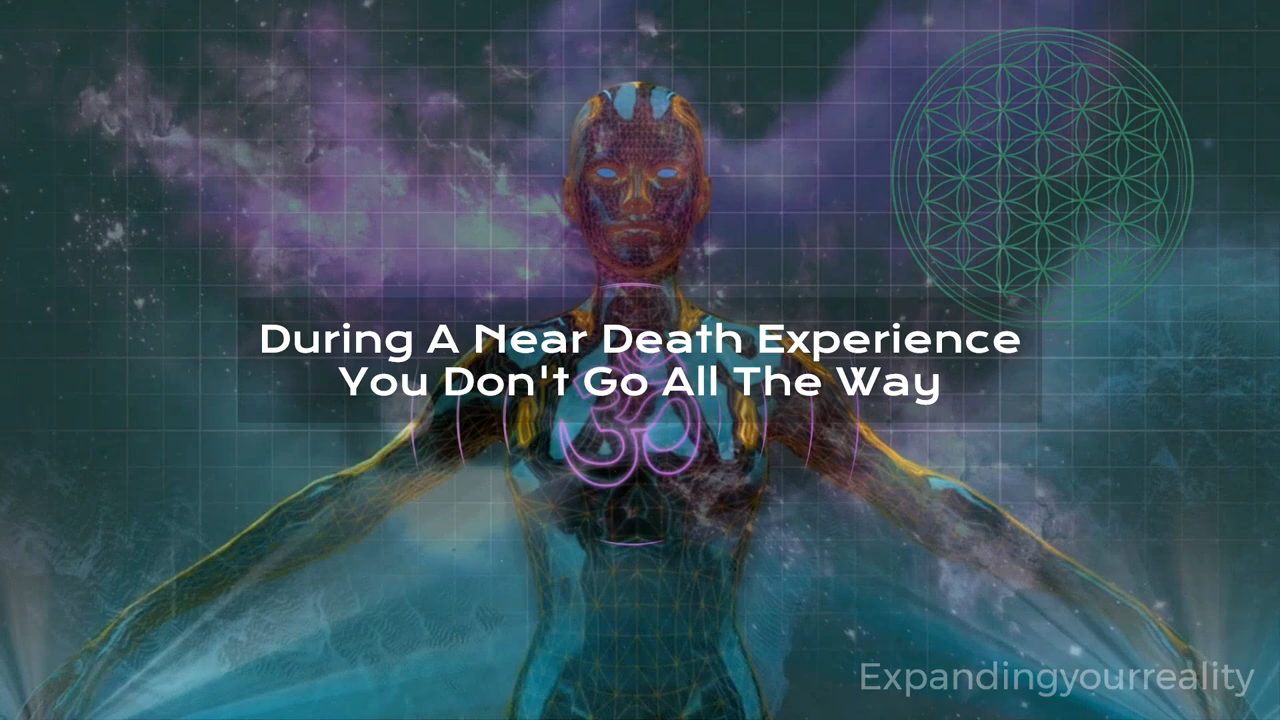 During A Near Death Experience
You Don't Go All The Way
ॐ
Expandingyourreality